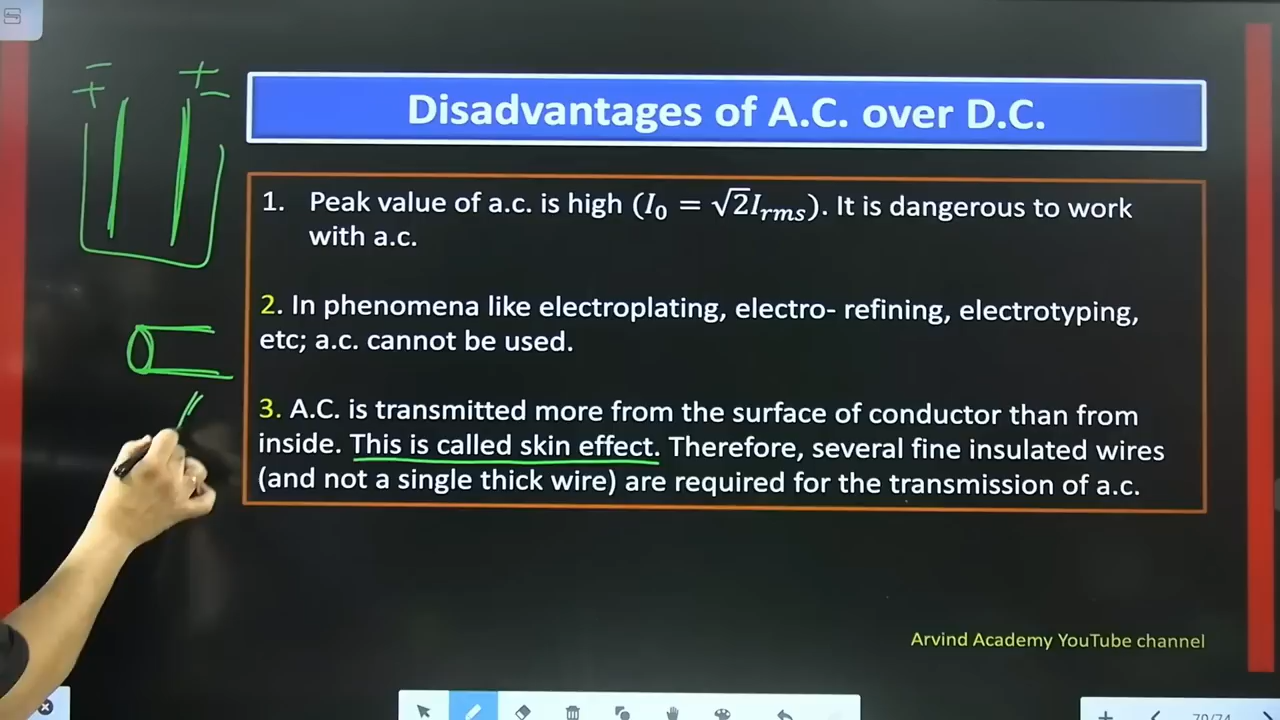 Disadvantages of A.C. over D.C.
1. Peak value of a.c. is high (I₀ = √2Iᵣₘₛ). It is dangerous to work
with a.c.
2. In phenomena like electroplating, electro- refining, electrotyping,
etc; a.c. cannot be used.
3. A.C. is transmitted more from the surface of conductor than from
inside. This is called skin effect. Therefore, several fine insulated wires
(and not a single thick wire) are required for the transmission of a.c.
Arvind Academy YouTube channel